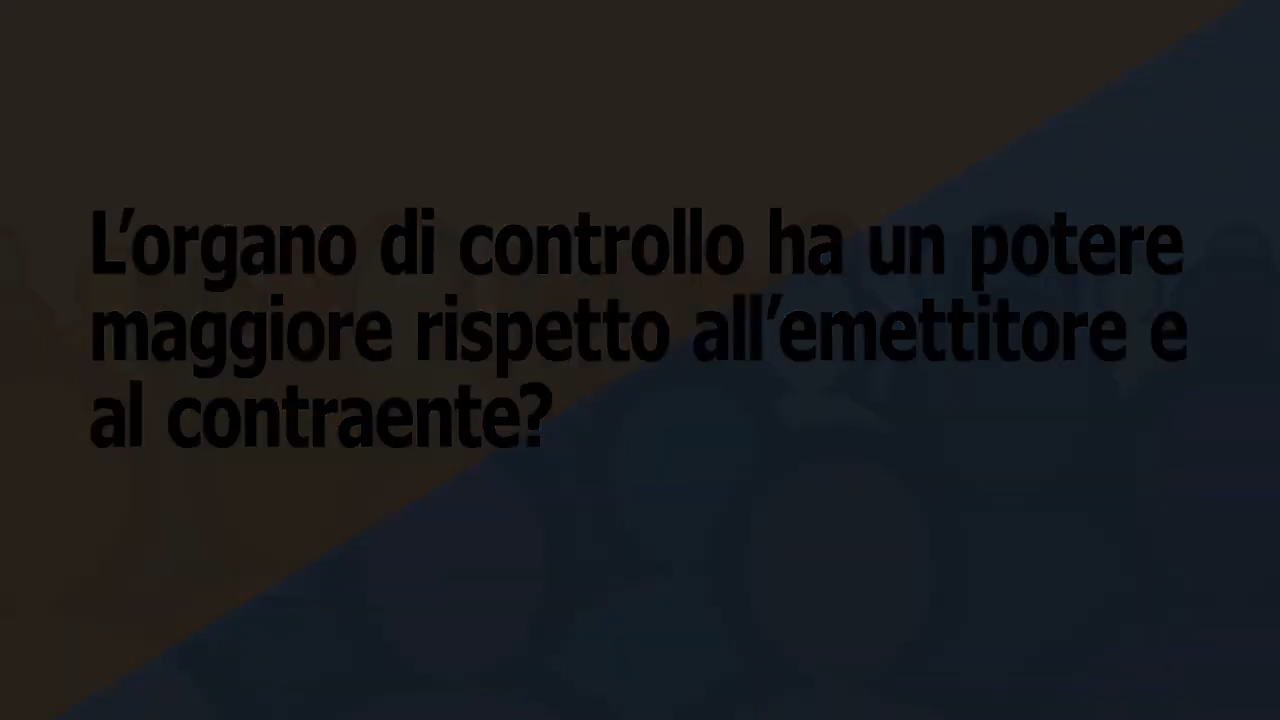 L’organo di controllo ha un potere
maggiore rispetto all’emettitore e
al contraente?